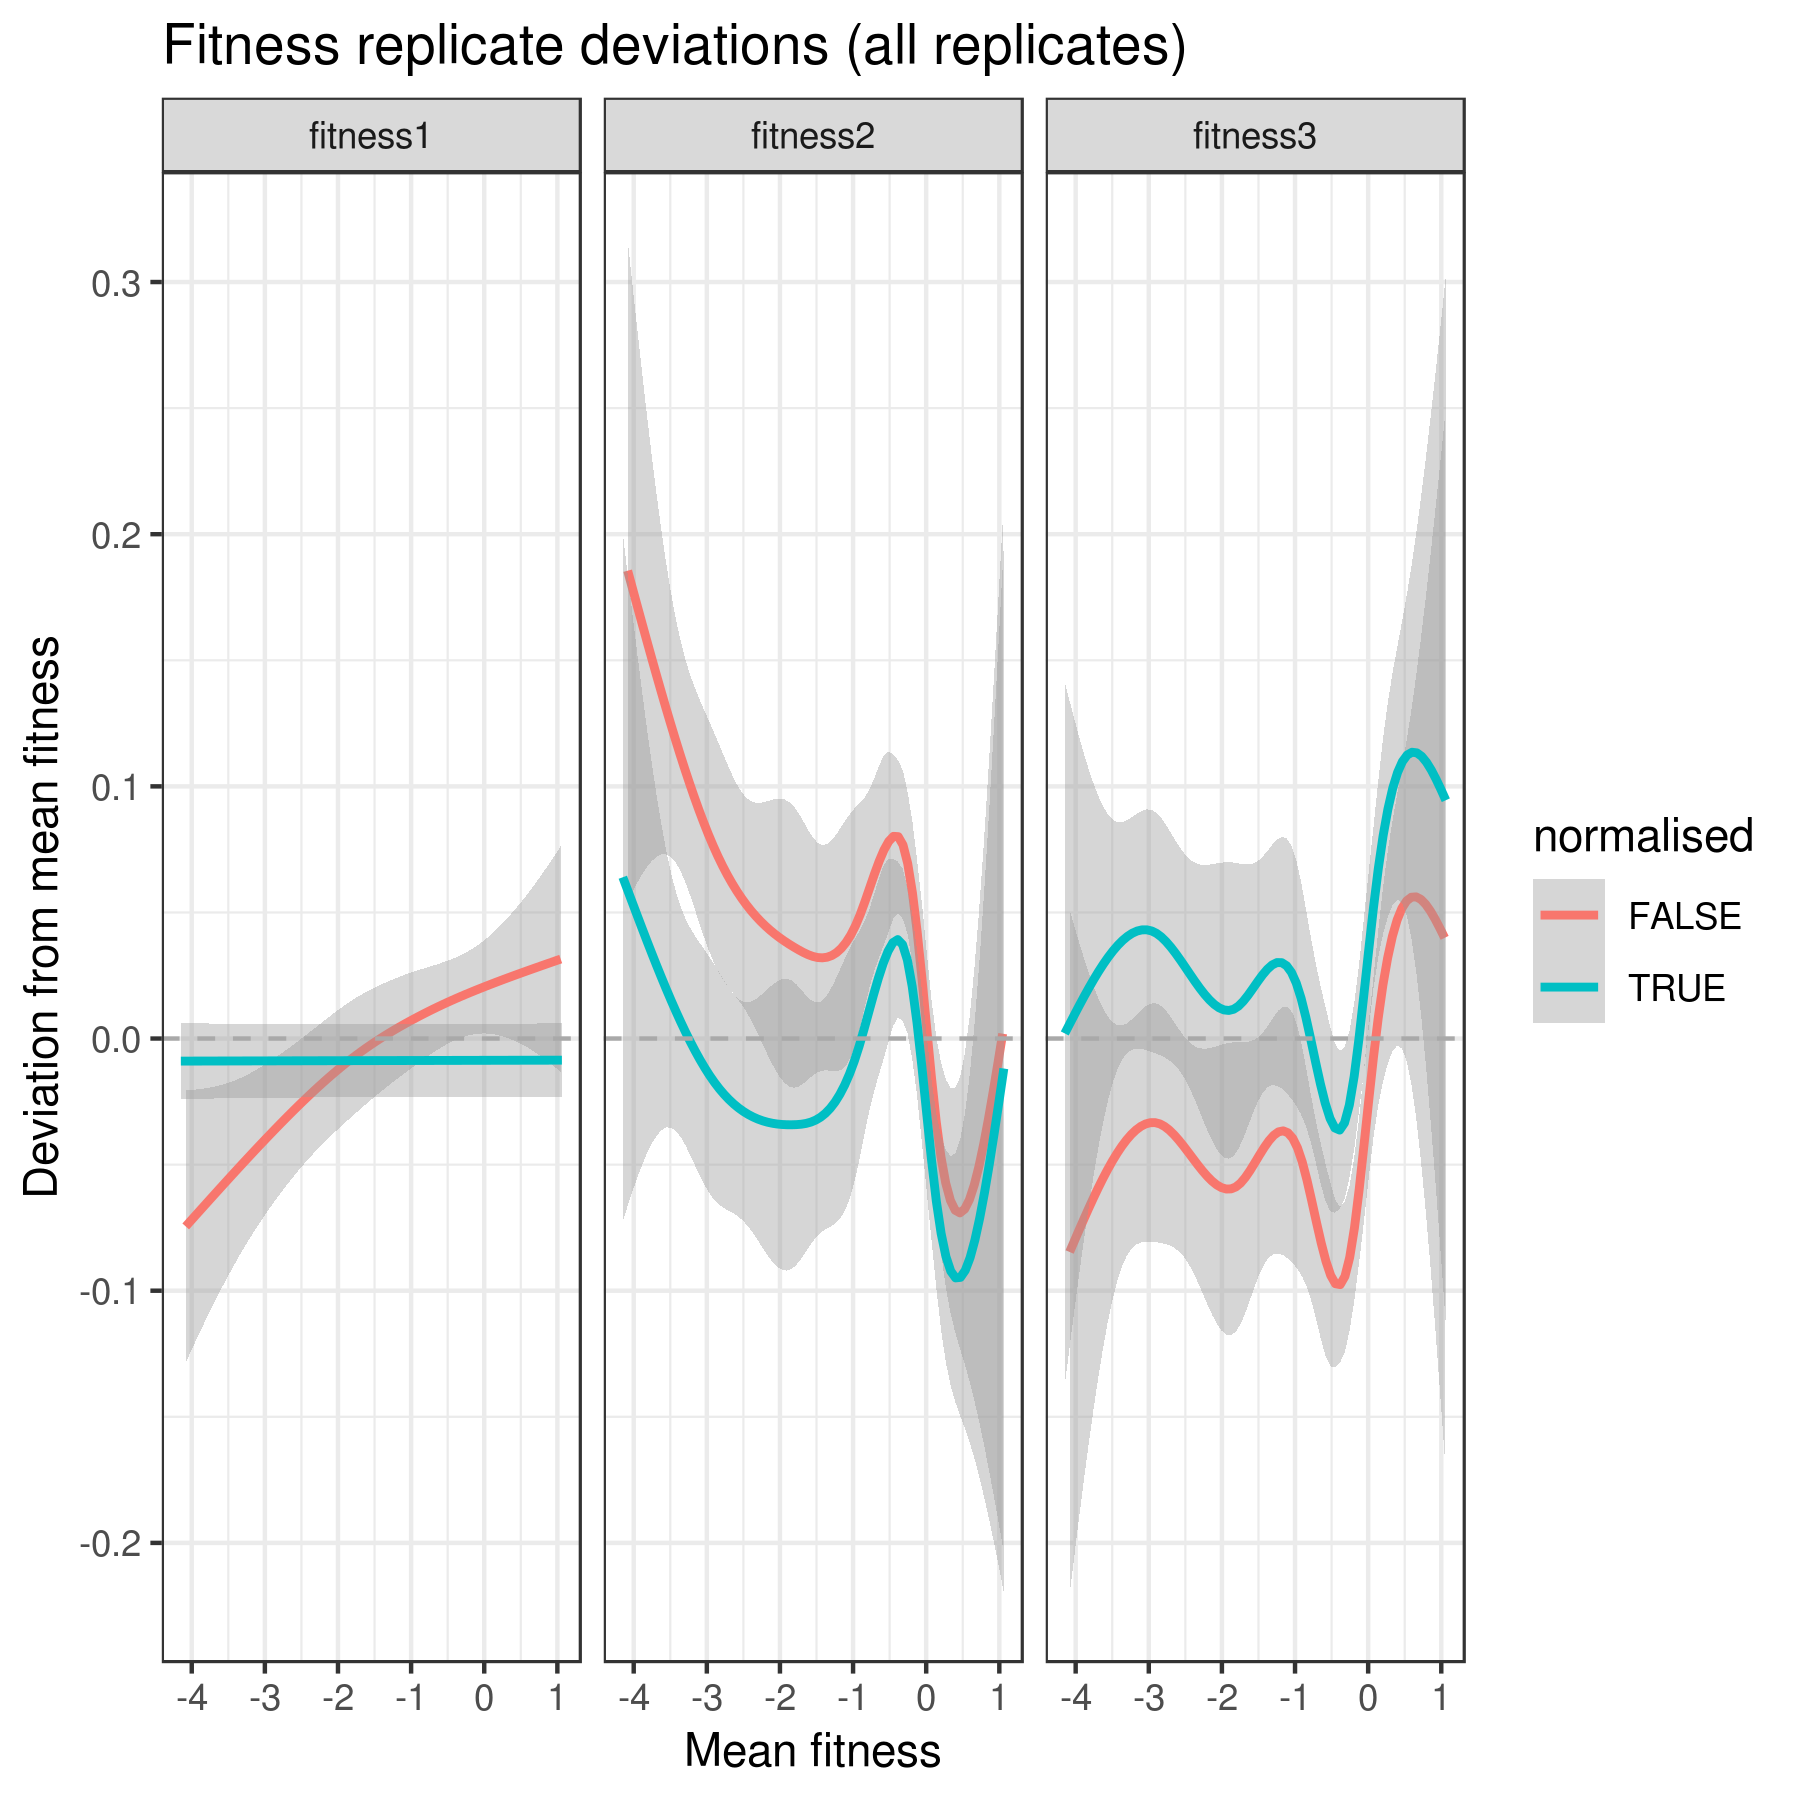 Fitness replicate deviations (all replicates)
fitness1 fitness2 fitness3
Deviation from mean fitness
0.3
0.2
0.1
0.0
-0.1
-0.2
-4 -3 -2 -1 0 1 -4 -3 -2 -1 0 1 -4 -3 -2 -1 0 1
Mean fitness
normalised
FALSE
TRUE